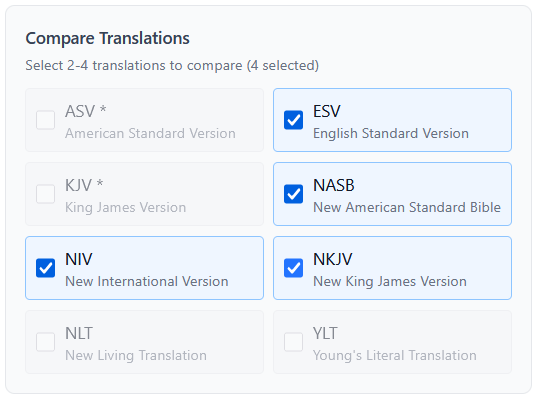 Compare Translations
Select 2-4 translations to compare (4 selected)
ASV *
American Standard Version
ESV
English Standard Version
KJV *
King James Version
NASB
New American Standard Bible
NIV
New International Version
NKJV
New King James Version
NLT
New Living Translation
YLT
Young's Literal Translation